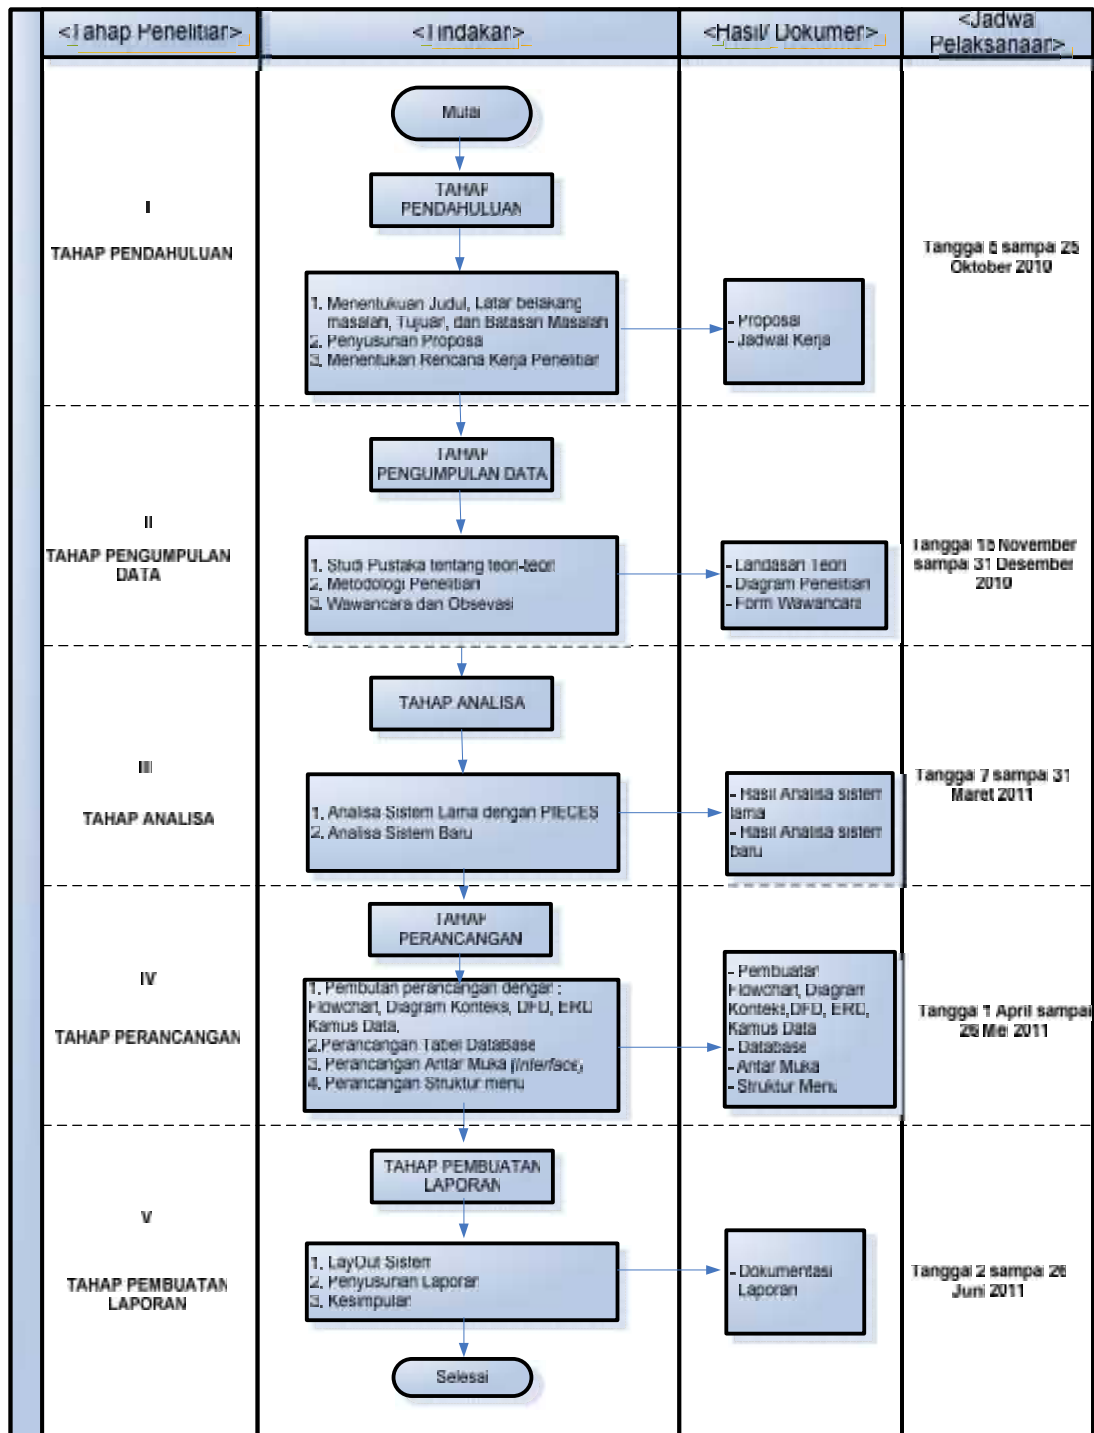 <Tahap Penelitian>
<Tindakan>
<Hasil/ Dokumen>
<Jadwal
Pelaksanaan>
Mulai
TAHAP
PENDAHULUAN
I
TAHAP PENDAHULUAN
1. Menentukuan Judul, Latar belakang
masalah, Tujuan, dan Batasan Masalah
2. Penyusunan Proposal
3. Menentukan Rencana Kerja Penelitian
- Proposal
- Jadwal Kerja
Tanggal sampai 25
Oktober 2010
TAHAP
PENGUMPULAN DATA
II
TAHAP PENGUMPULAN
DATA
1. Studi Pustaka tentang teori-teori
2. Metodologi Penelitian
3. Wawancara dan Obsevasi
- Landasan Teori
- Diagram Penelitian
- Form Wawancara
Tanggal 15 November
sampai 31 Desember
2010
TAHAP ANALISA
III
TAHAP ANALISA
1. Analisa Sistem Lama dengan PIECES
2. Analisa Sistem Baru
- Hasil Analisa sistem
lama
- Hasil Analisa sistem
baru
Tanggal 7 sampai 31
Maret 2011
TAHAP
PERANCANGAN
IV
TAHAP PERANCANGAN
1. Pembutan perancangan dengan :
Flowchart, Diagram Konteks, DFD, ERD
Kamus Data,
2.Perancangan Tabel DataBase
3. Perancangan Antar Muka (Interface)
4. Perancangan Struktur menu
- Pembuatan
Flowchart, Diagram
Konteks,DFD, ERD,
Kamus Data
- Database
- Antar Muka
- Struktur Menu
Tanggal 1 April sampai
26 Mei 2011
TAHAP PEMBUATAN
LAPORAN
V
TAHAP PEMBUATAN
LAPORAN
1. LayOut Sistem
2. Penyusunan Laporan
3. Kesimpulan
- Dokumentasi
Laporan
Tanggal 2 sampai 26
Juni 2011
Selesai